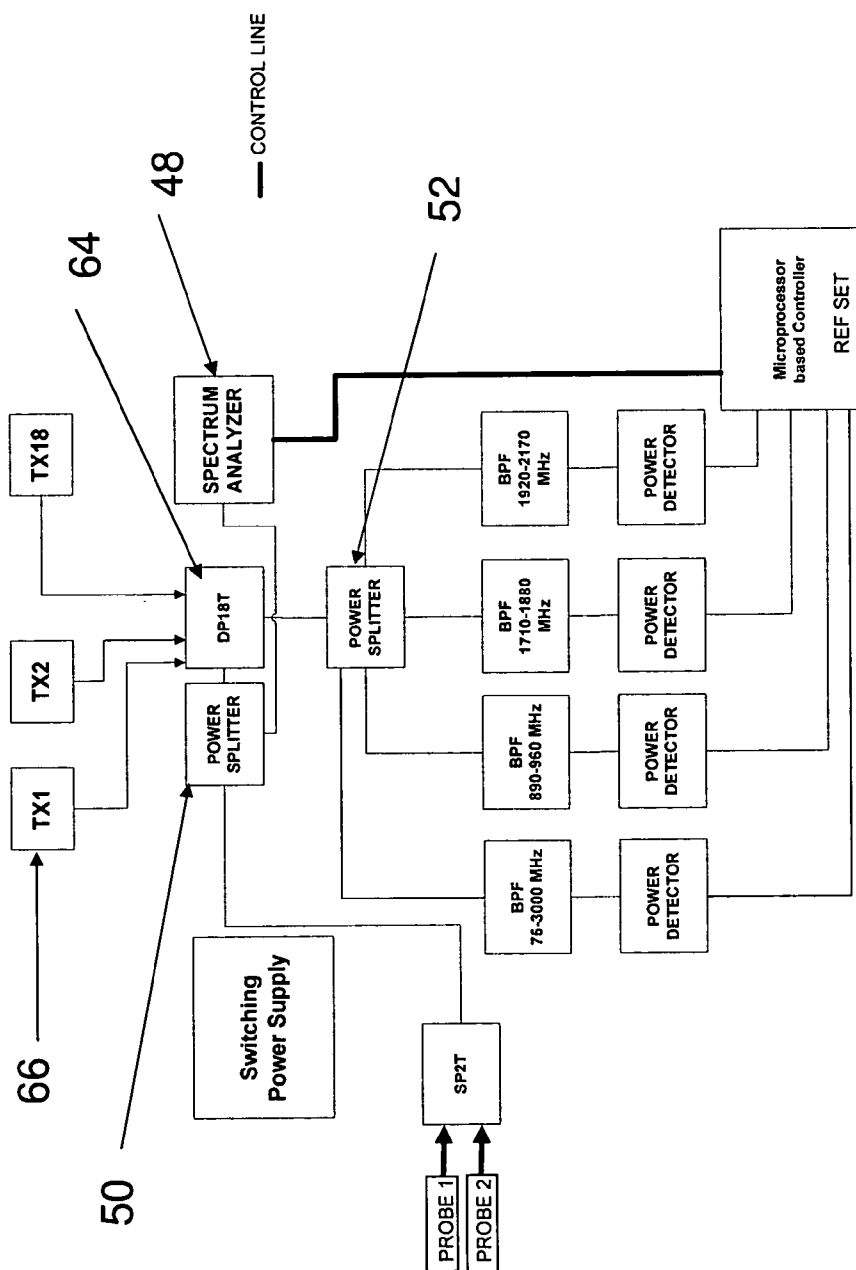 66
TX1
TX2
TX18
64
50
POWER
SPLITTER
DP18T
SPECTRUM
ANALYZER
48
CONTROL LINE
Switching
Power Supply
POWER
SPLITTER
52
PROBE 1
PROBE 2
SP2T
BPF
76-3000 MHz
BPF
890-960 MHz
BPF
1710-1880
MHz
BPF
1920-2170
MHz
POWER
DETECTOR
POWER
DETECTOR
POWER
DETECTOR
POWER
DETECTOR
Microprocessor
based Controller
REF SET